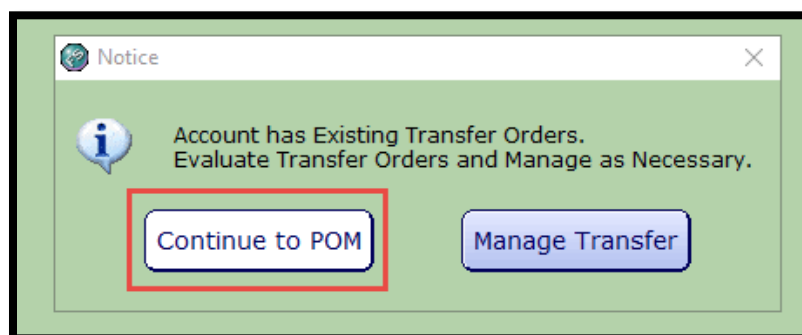 Notice
Account has Existing Transfer Orders.
Evaluate Transfer Orders and Manage as Necessary.
Continue to POM
Manage Transfer